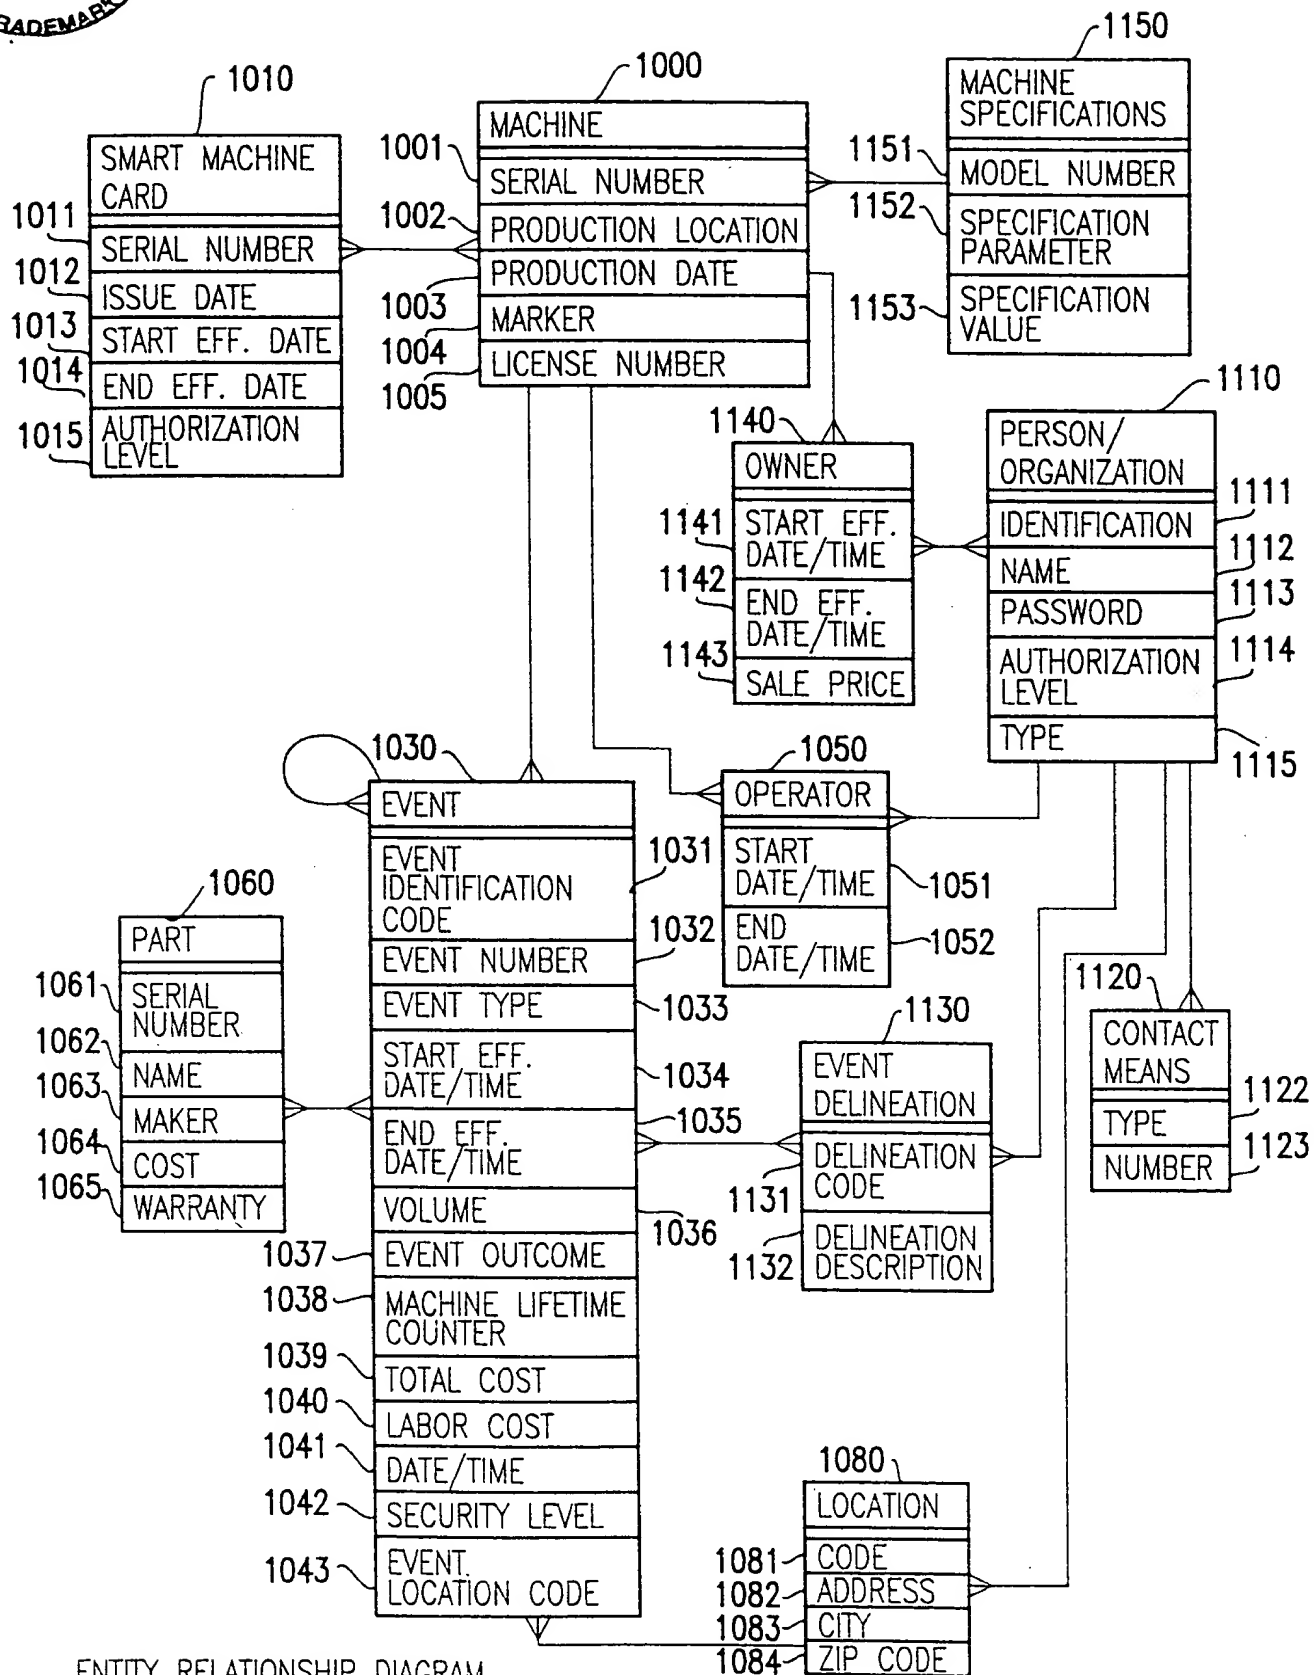 RADEMARK
1010
SMART MACHINE
CARD
1011
SERIAL NUMBER
1012
ISSUE DATE
1013
START EFF. DATE
1014
END EFF. DATE
1015
AUTHORIZATION
LEVEL
1000
MACHINE
1001
SERIAL NUMBER
1002
PRODUCTION LOCATION
PRODUCTION DATE
1003
MARKER
1004
LICENSE NUMBER
1005
1150
MACHINE
SPECIFICATIONS
1151
MODEL NUMBER
1152
SPECIFICATION
PARAMETER
1153
SPECIFICATION
VALUE
1140
OWNER
1141
START EFF.
DATE/TIME
1142
END EFF.
DATE/TIME
1143
SALE PRICE
1110
PERSON/
ORGANIZATION
1111
IDENTIFICATION
1112
NAME
1113
PASSWORD
1114
AUTHORIZATION
LEVEL
TYPE
1115
1030
EVENT
EVENT
IDENTIFICATION
CODE
1031
EVENT NUMBER
1032
EVENT TYPE
1033
START EFF.
DATE/TIME
1034
1035
END EFF.
DATE/TIME
VOLUME
1036
1037
EVENT OUTCOME
1038
MACHINE LIFETIME
COUNTER
1039
TOTAL COST
1040
LABOR COST
1041
DATE/TIME
1042
SECURITY LEVEL
1043
EVENT.
LOCATION CODE
1050
OPERATOR
START
DATE/TIME
1051
END
DATE/TIME
1052
1060
PART
1061
SERIAL
NUMBER
1062
NAME
1063
MAKER
1064
COST
1065
WARRANTY
1130
EVENT
DELINEATION
DELINEATION
CODE
1131
DELINEATION
DESCRIPTION
1132
1120
CONTACT
MEANS
1122
TYPE
1123
NUMBER
1080
LOCATION
1081
CODE
1082
ADDRESS
1083
CITY
1084
ZIP CODE
ENTITY RELATIONSHIP DIAGRAM